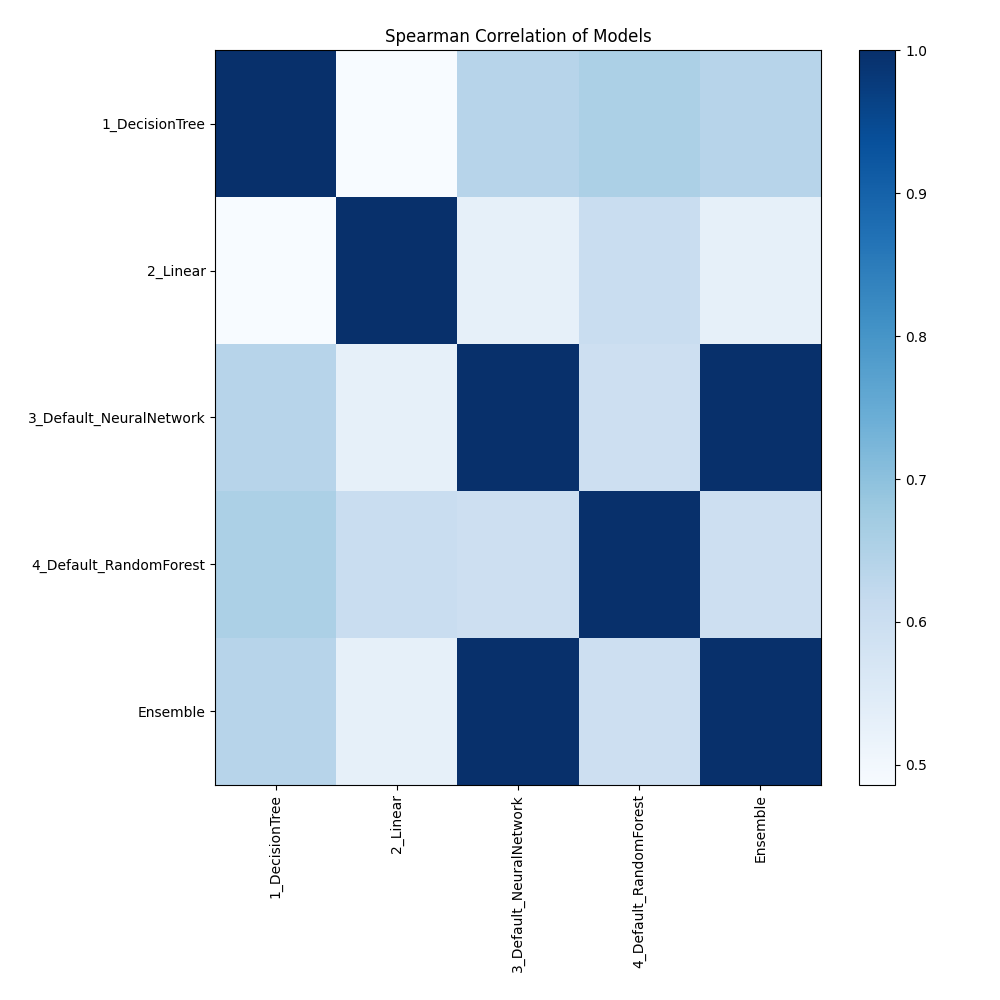 Spearman Correlation of Models
1_DecisionTree
2_Linear
3_Default_NeuralNetwork
4_Default_RandomForest
Ensemble
1_DecisionTree
2_Linear
3_Default_NeuralNetwork
4_Default_RandomForest
Ensemble
1.0
0.9
0.8
0.7
0.6
0.5